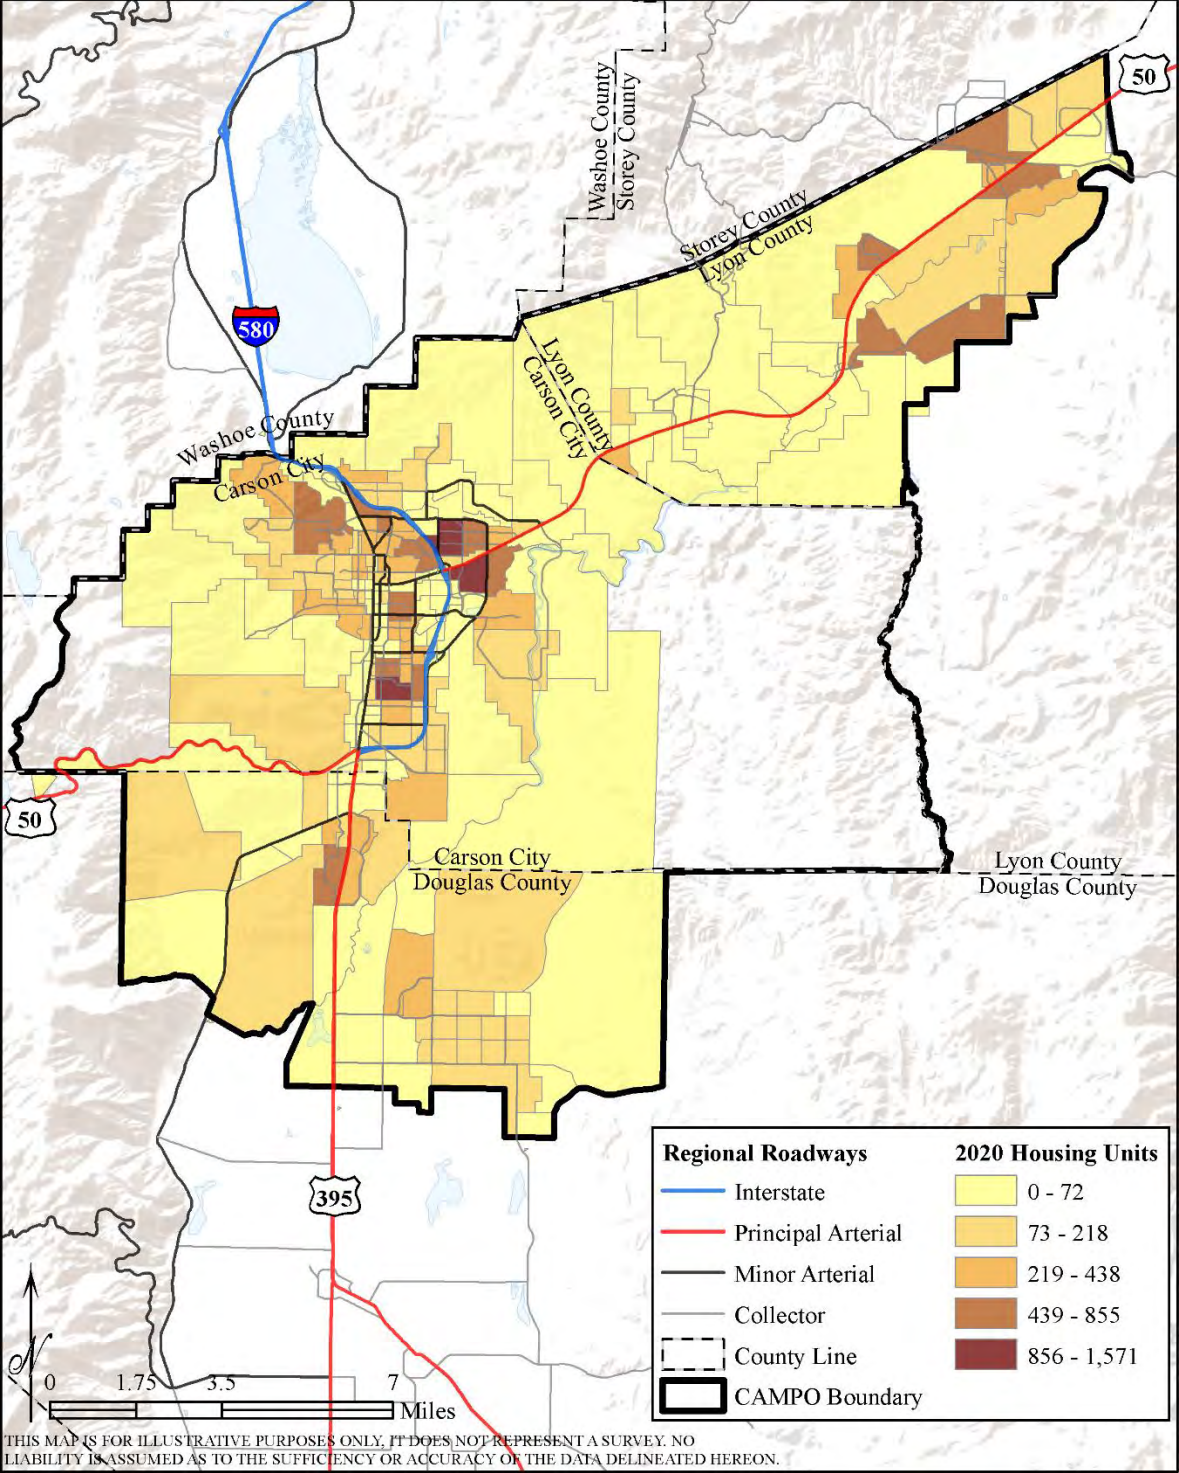 50
Washoe County
Storey County
Storey County
Lyon County
580
Lyon County
Carson City
Washoe County
Carson City
50
Carson City
Douglas County
Lyon County
Douglas County
395
Regional Roadways
Interstate
Principal Arterial
Minor Arterial
Collector
County Line
CAMPO Boundary
2020 Housing Units
0 - 72
73 - 218
219 - 438
439 - 855
856 - 1,571
N
0 1.75 3.5 7
Miles
THIS MAP IS FOR ILLUSTRATIVE PURPOSES ONLY, IT DOES NOT REPRESENT A SURVEY. NO
LIABILITY IS ASSUMED AS TO THE SUFFICIENCY OR ACCURACY OF THE DATA DELINEATED HEREON.